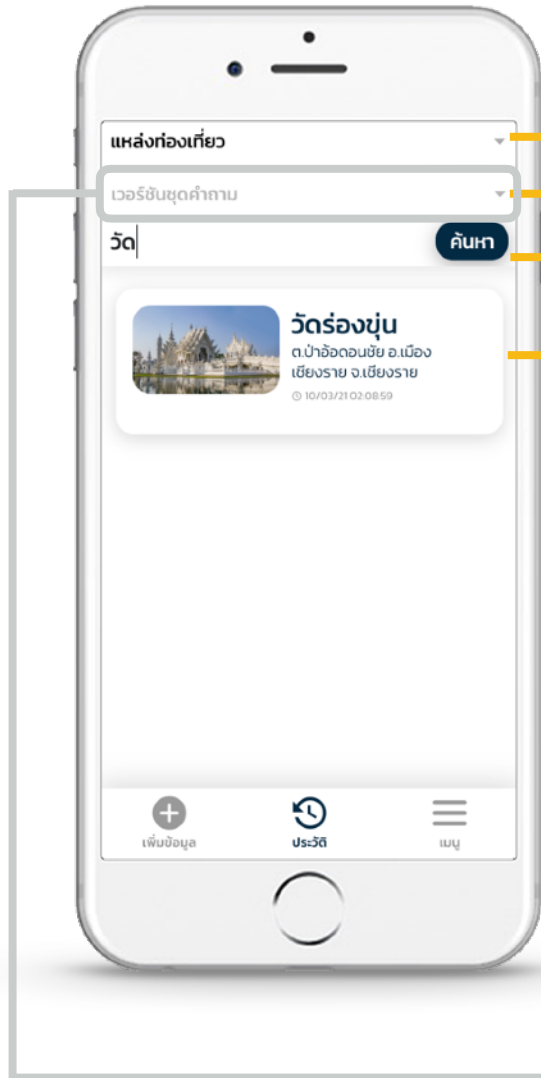 แหล่งท่องเที่ยว
เวอร์ชันชุดคำถาม
วัด
ค้นหา
วัดร่องขุ่น
ต.ป่าอ้อดอนชัย อ.เมือง
เชียงราย จ.เชียงราย
10/03/21 02:08:59
เพิ่มข้อมูล
ประวัติ
เมนู